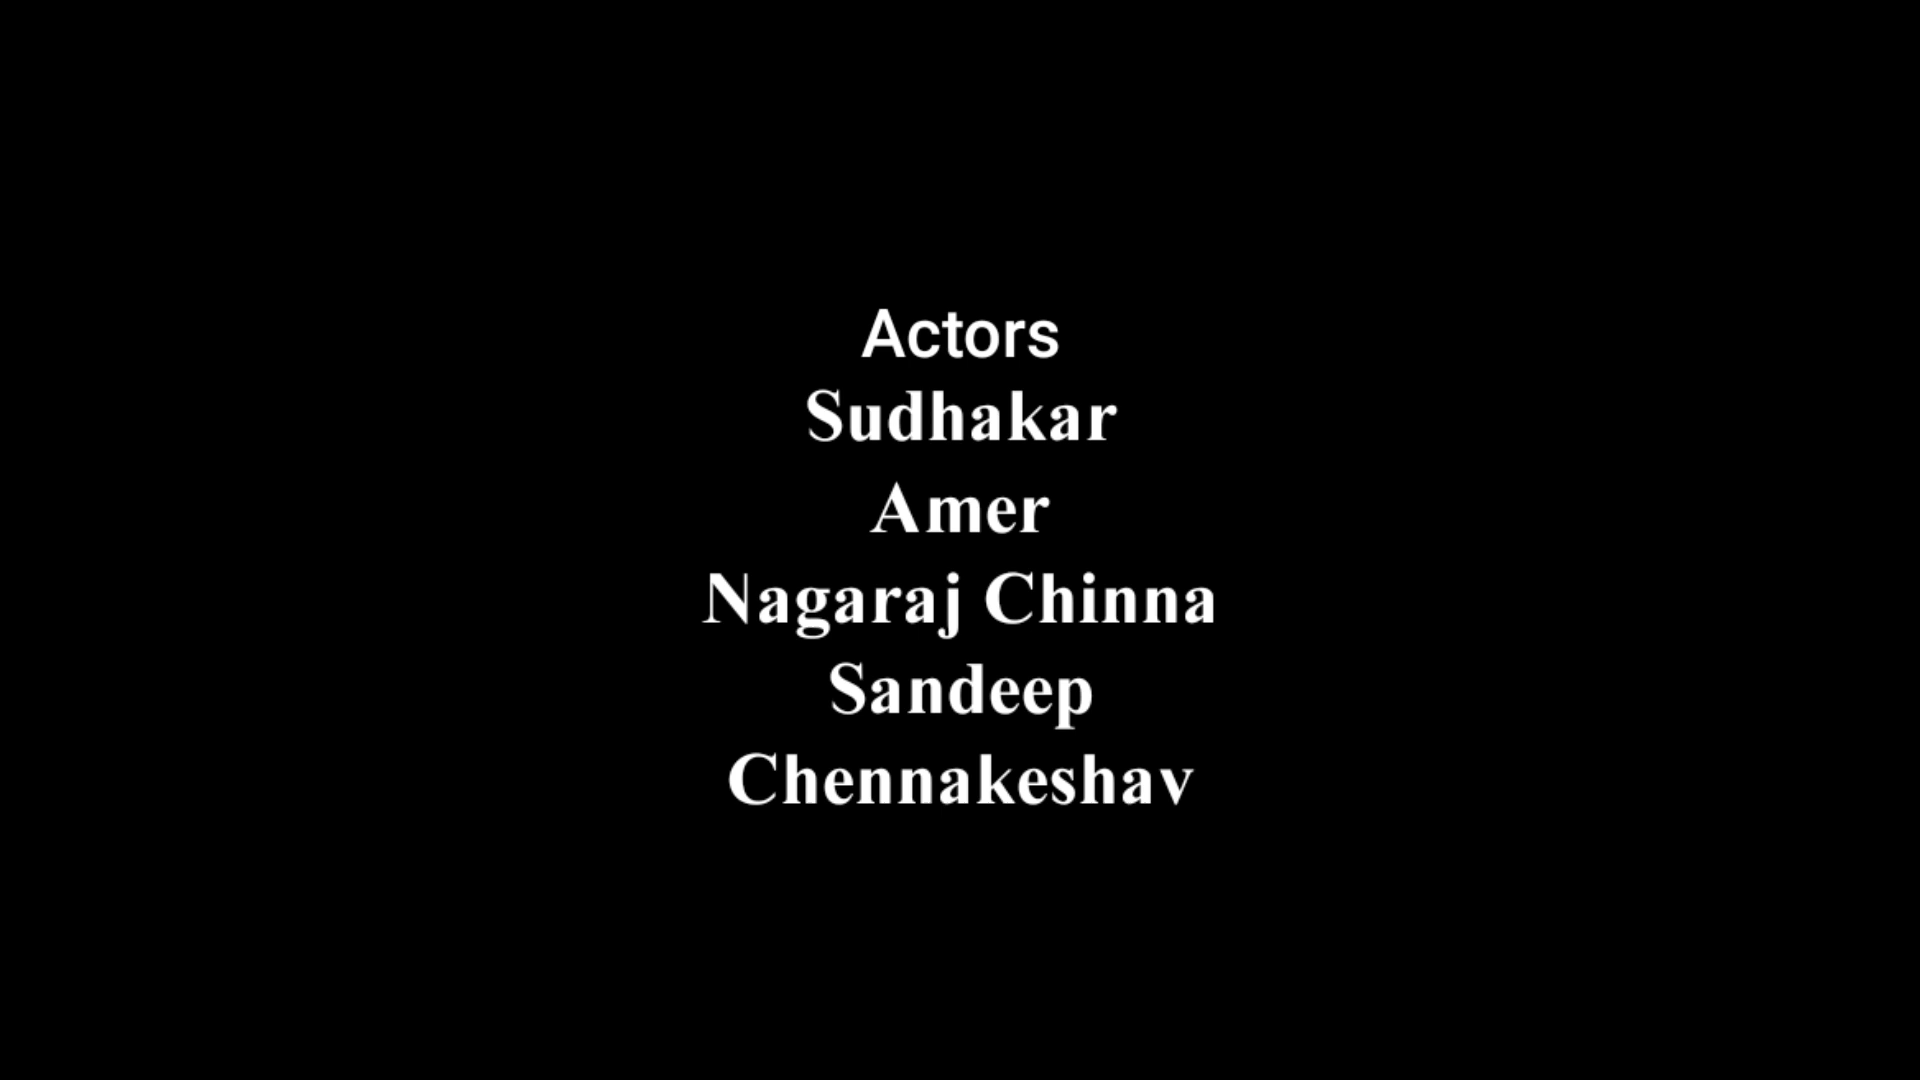 Actors
Sudhakar
Amer
Nagaraj Chinna
Sandeep
Chennakeshav